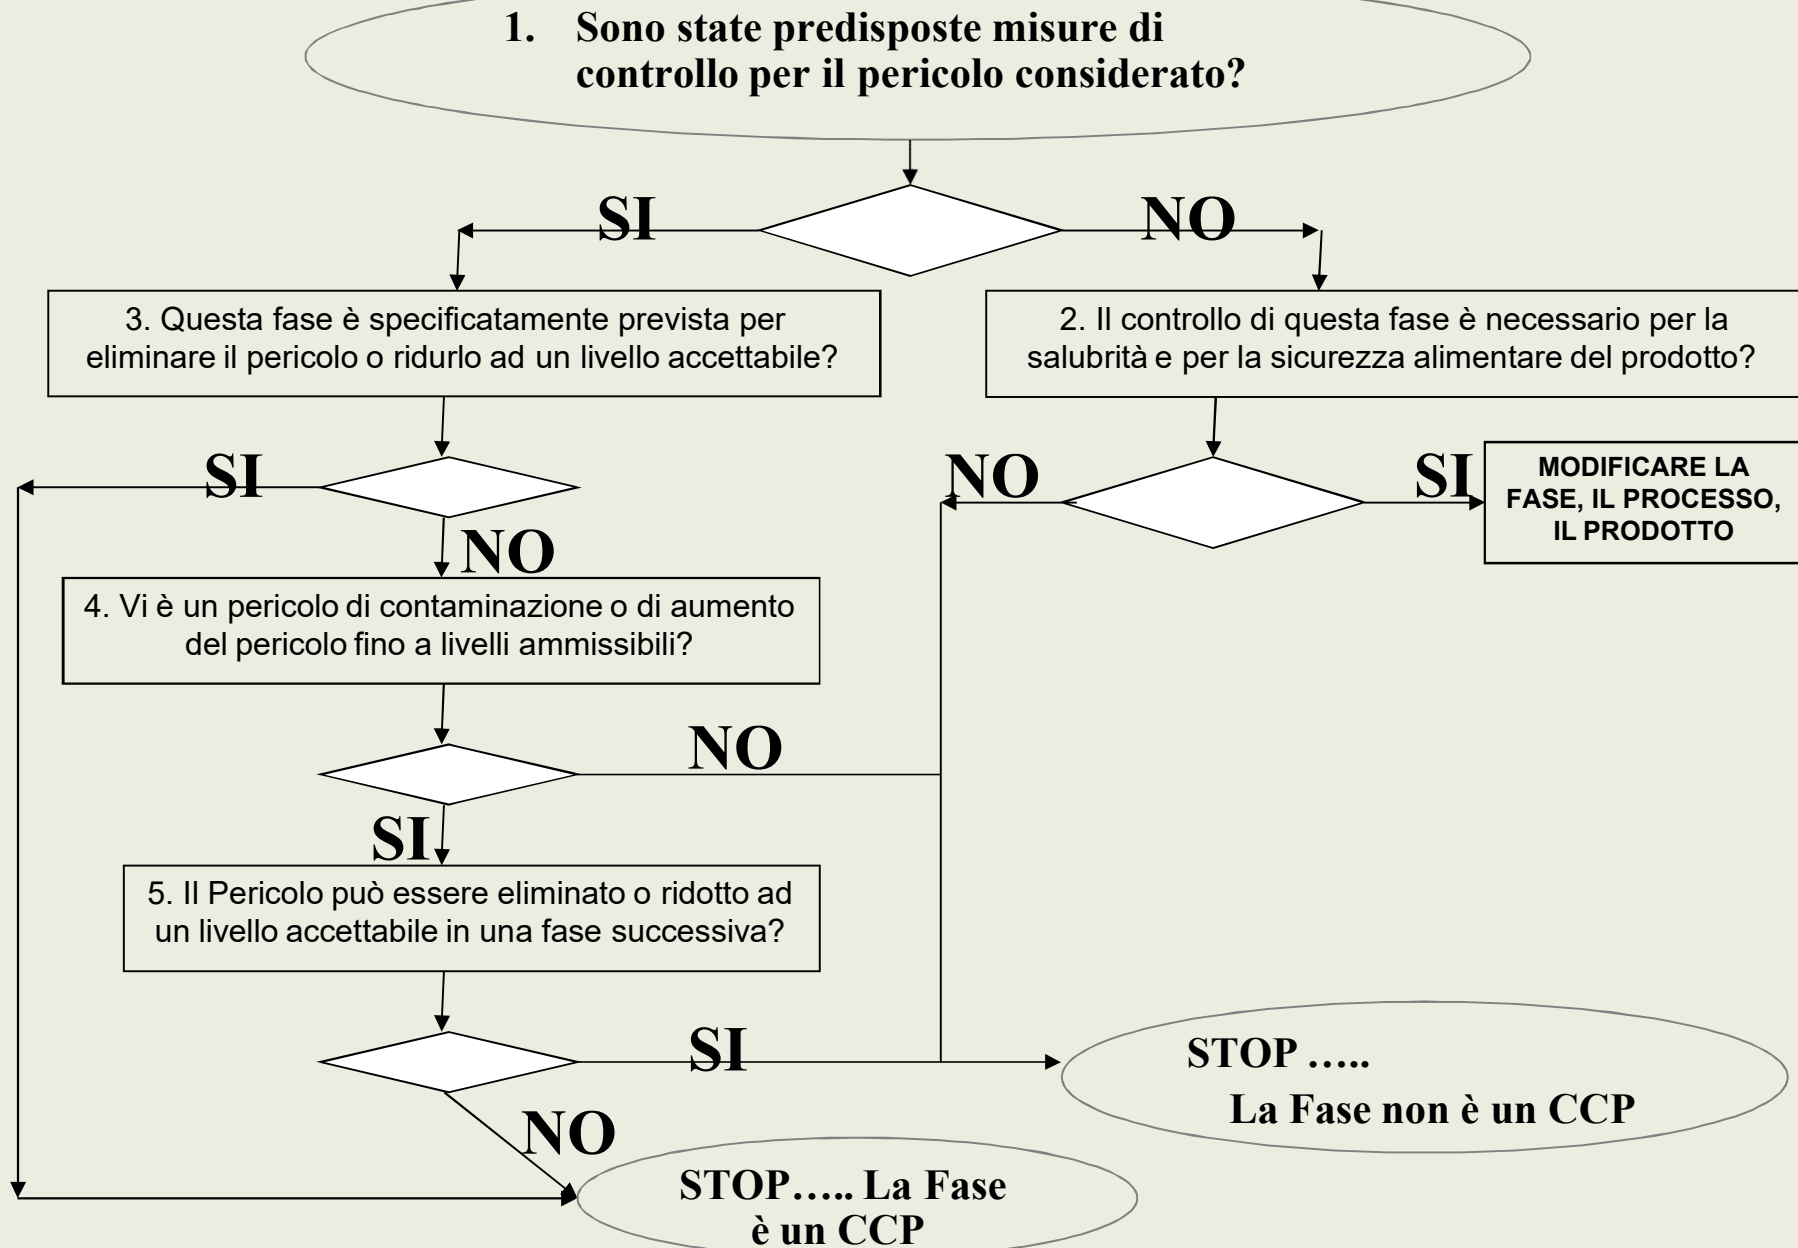 1. Sono state predisposte misure di
controllo per il pericolo considerato?
SI
NO
3. Questa fase è specificatamente prevista per
eliminare il pericolo o ridurlo ad un livello accettabile?
2. Il controllo di questa fase è necessario per la
salubrità e per la sicurezza alimentare del prodotto?
SI
NO
NO
SI
MODIFICARE LA
FASE, IL PROCESSO,
IL PRODOTTO
4. Vi è un pericolo di contaminazione o di aumento
del pericolo fino a livelli ammissibili?
NO
SI
5. Il Pericolo può essere eliminato o ridotto ad
un livello accettabile in una fase successiva?
SI
NO
STOP …..
La Fase non è un CCP
STOP….. La Fase
è un CCP